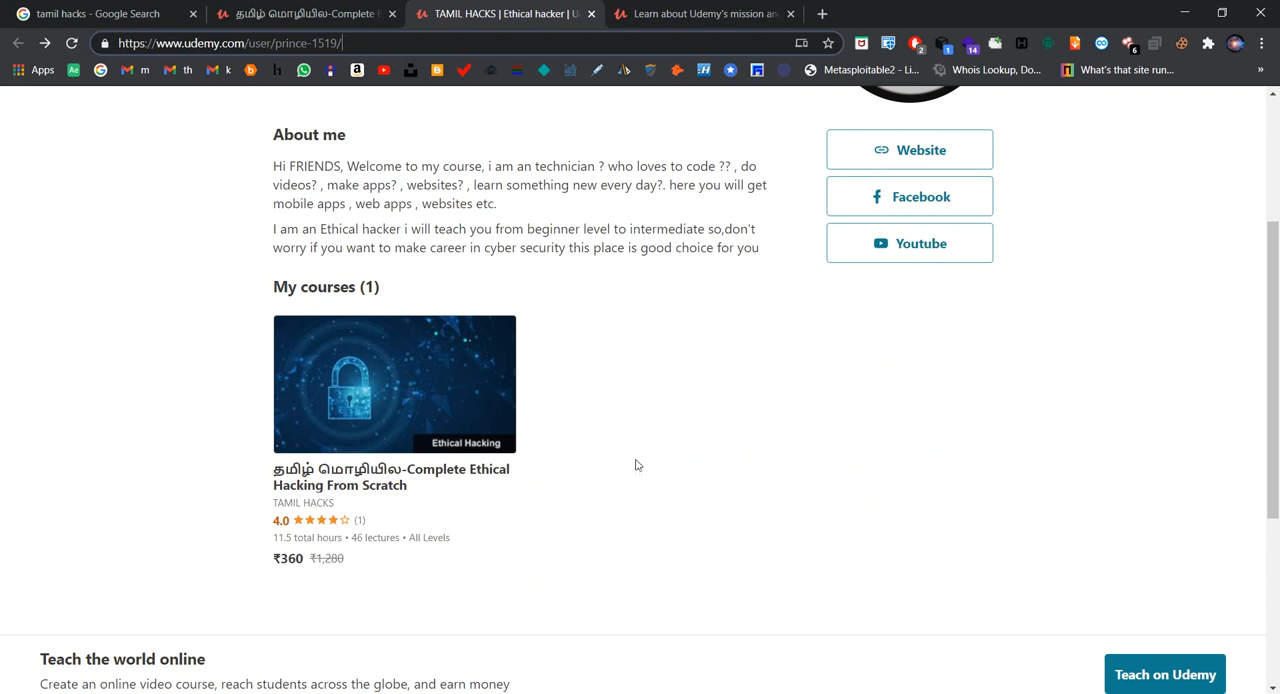 tamil hacks - Google Search
தமிழ் மொழியில-Complete E
TAMIL HACKS | Ethical hacker | U
Learn about Udemy's mission an
https://www.udemy.com/user/prince-1519/
2
1
14
6
Apps
m
th
k
Metasploitable2 - Li...
Whois Lookup, Do...
What's that site run...
»
About me
Hi FRIENDS, Welcome to my course, i am an technician ? who loves to code ?? , do
videos? , make apps? , websites? , learn something new every day?. here you will get
mobile apps , web apps , websites etc.
I am an Ethical hacker i will teach you from beginner level to intermediate so,don't
worry if you want to make career in cyber security this place is good choice for you
Website
Facebook
Youtube
My courses (1)
Ethical Hacking
தமிழ் மொழியில-Complete Ethical
Hacking From Scratch
TAMIL HACKS
4.0 (1)
11.5 total hours • 46 lectures • All Levels
₹360 ₹1,280
Teach the world online
Create an online video course, reach students across the globe, and earn money
Teach on Udemy